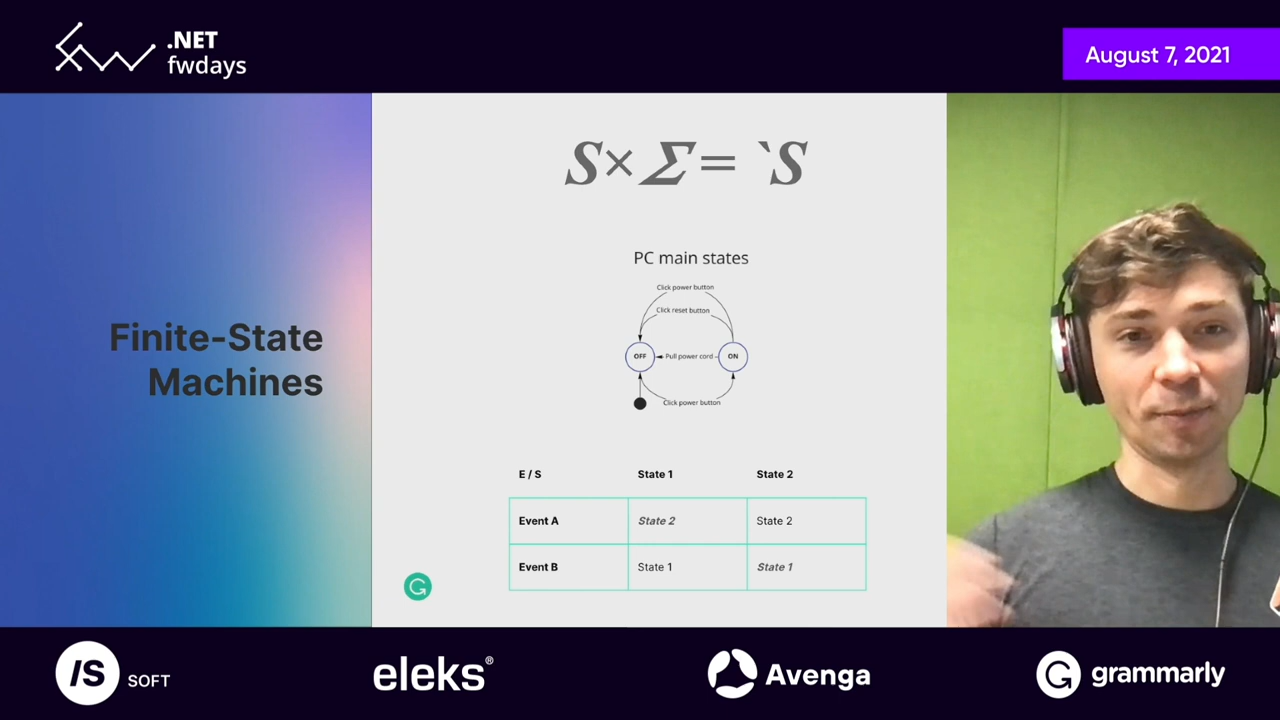 .NET
fwdays
August 7, 2021
Finite-State
Machines
S× Σ = `S
PC main states
Click power button
Click reset button
OFF
Pull power cord
ON
Click power button
E / S State 1 State 2
Event A State 2 State 2
Event B State 1 State 1
G
IS SOFT
eleks®
Avenga
G grammarly